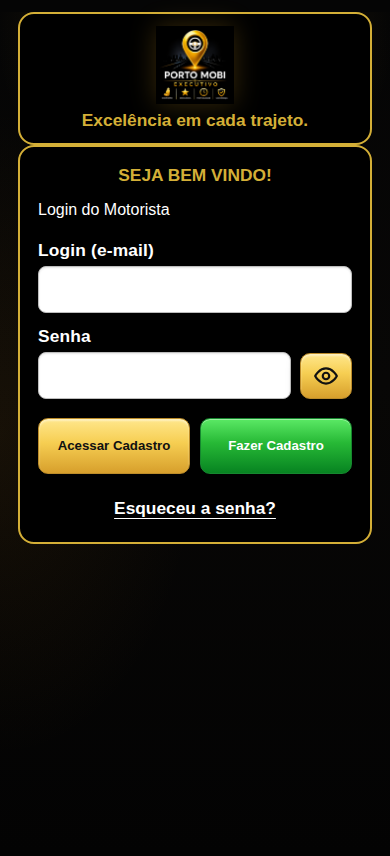 PORTO MOBI
EXECUTIVO
Excelência em cada trajeto.
SEJA BEM VINDO!
Login do Motorista
Login (e-mail)
Senha
Acessar Cadastro
Fazer Cadastro
Esqueceu a senha?